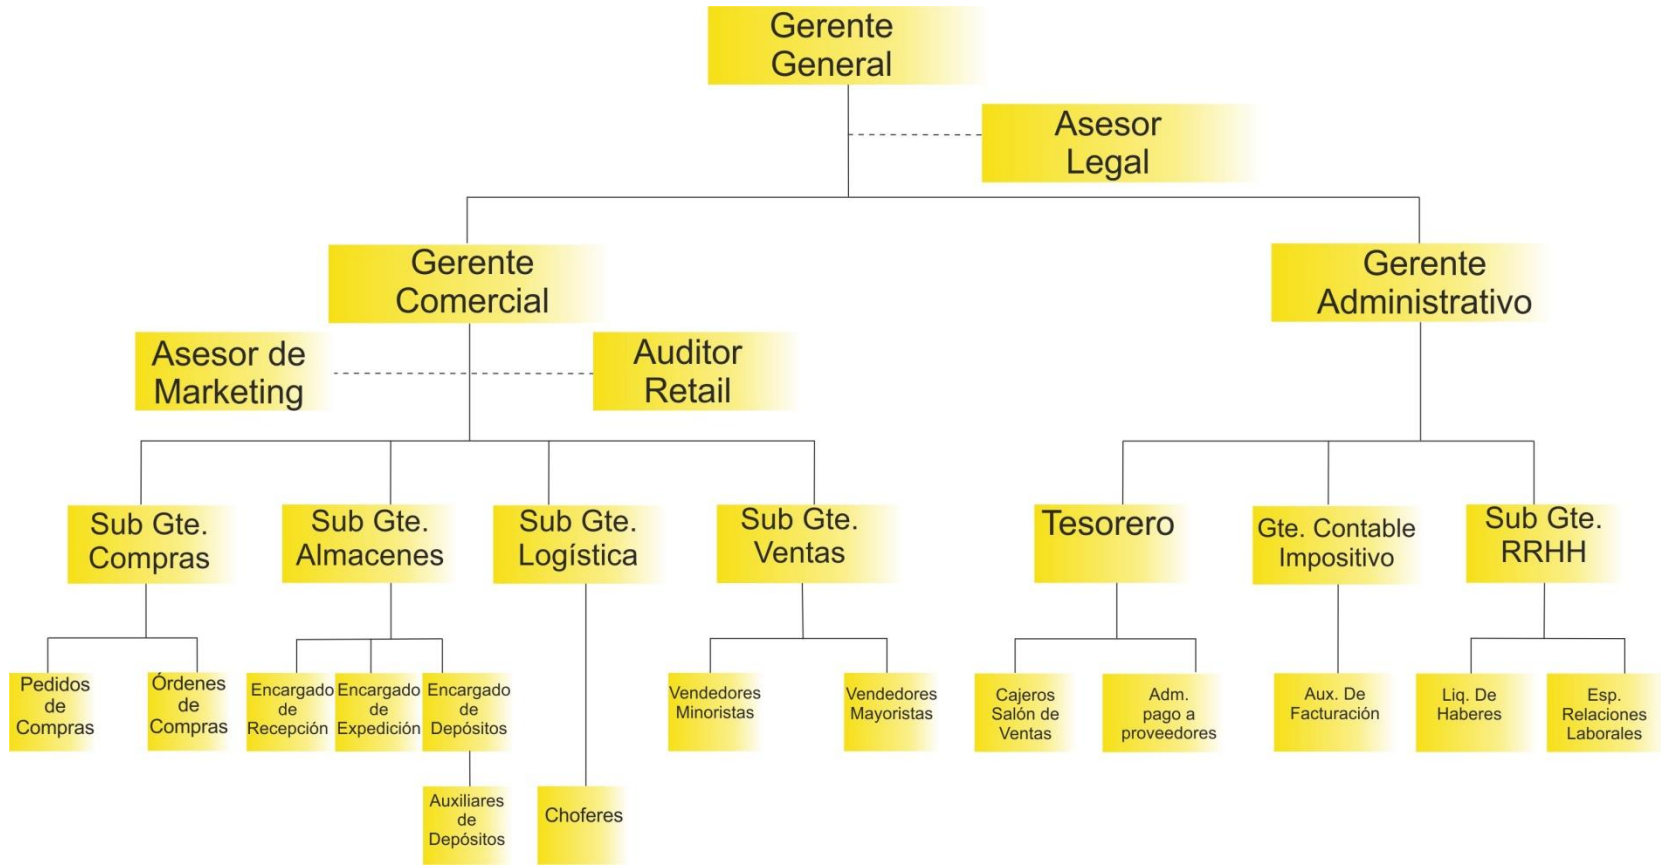 Gerente
General
Asesor
Legal
Gerente
Comercial
Gerente
Administrativo
Asesor de
Marketing
Auditor
Retail
Sub Gte.
Compras
Sub Gte.
Almacenes
Sub Gte.
Logística
Sub Gte.
Ventas
Tesorero
Gte. Contable
Impositivo
Sub Gte.
RRHH
Pedidos
de
Compras
Órdenes
de
Compras
Encargado
de
Recepción
Encargado
de
Expedición
Encargado
de
Depósitos
Vendedores
Minoristas
Vendedores
Mayoristas
Cajeros
Salón de
Ventas
Adm.
pago a
proveedores
Aux. De
Facturación
Liq. De
Haberes
Esp.
Relaciones
Laborales
Auxiliares
de
Depósitos
Choferes